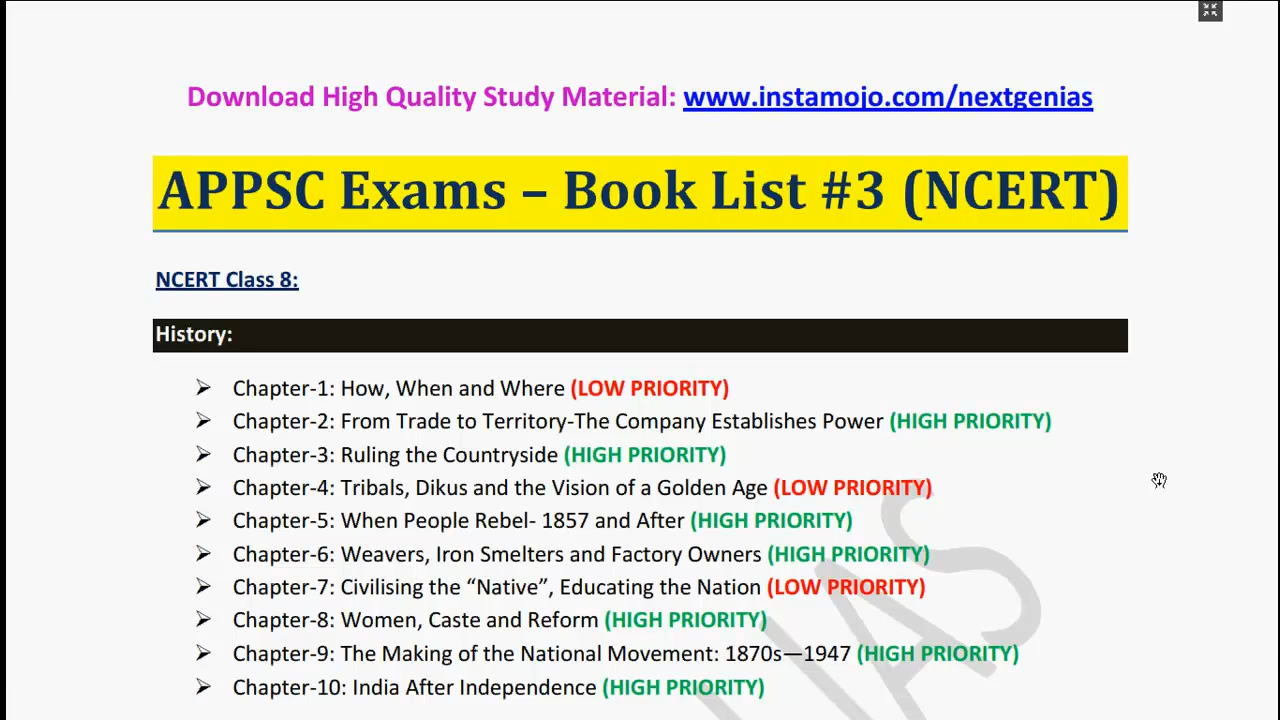 Download High Quality Study Material: www.instamojo.com/nextgenias
APPSC Exams – Book List #3 (NCERT)
NCERT Class 8:
History:
➢ Chapter-1: How, When and Where (LOW PRIORITY)
➢ Chapter-2: From Trade to Territory-The Company Establishes Power (HIGH PRIORITY)
➢ Chapter-3: Ruling the Countryside (HIGH PRIORITY)
➢ Chapter-4: Tribals, Dikus and the Vision of a Golden Age (LOW PRIORITY)
➢ Chapter-5: When People Rebel- 1857 and After (HIGH PRIORITY)
➢ Chapter-6: Weavers, Iron Smelters and Factory Owners (HIGH PRIORITY)
➢ Chapter-7: Civilising the “Native”, Educating the Nation (LOW PRIORITY)
➢ Chapter-8: Women, Caste and Reform (HIGH PRIORITY)
➢ Chapter-9: The Making of the National Movement: 1870s—1947 (HIGH PRIORITY)
➢ Chapter-10: India After Independence (HIGH PRIORITY)
IAS